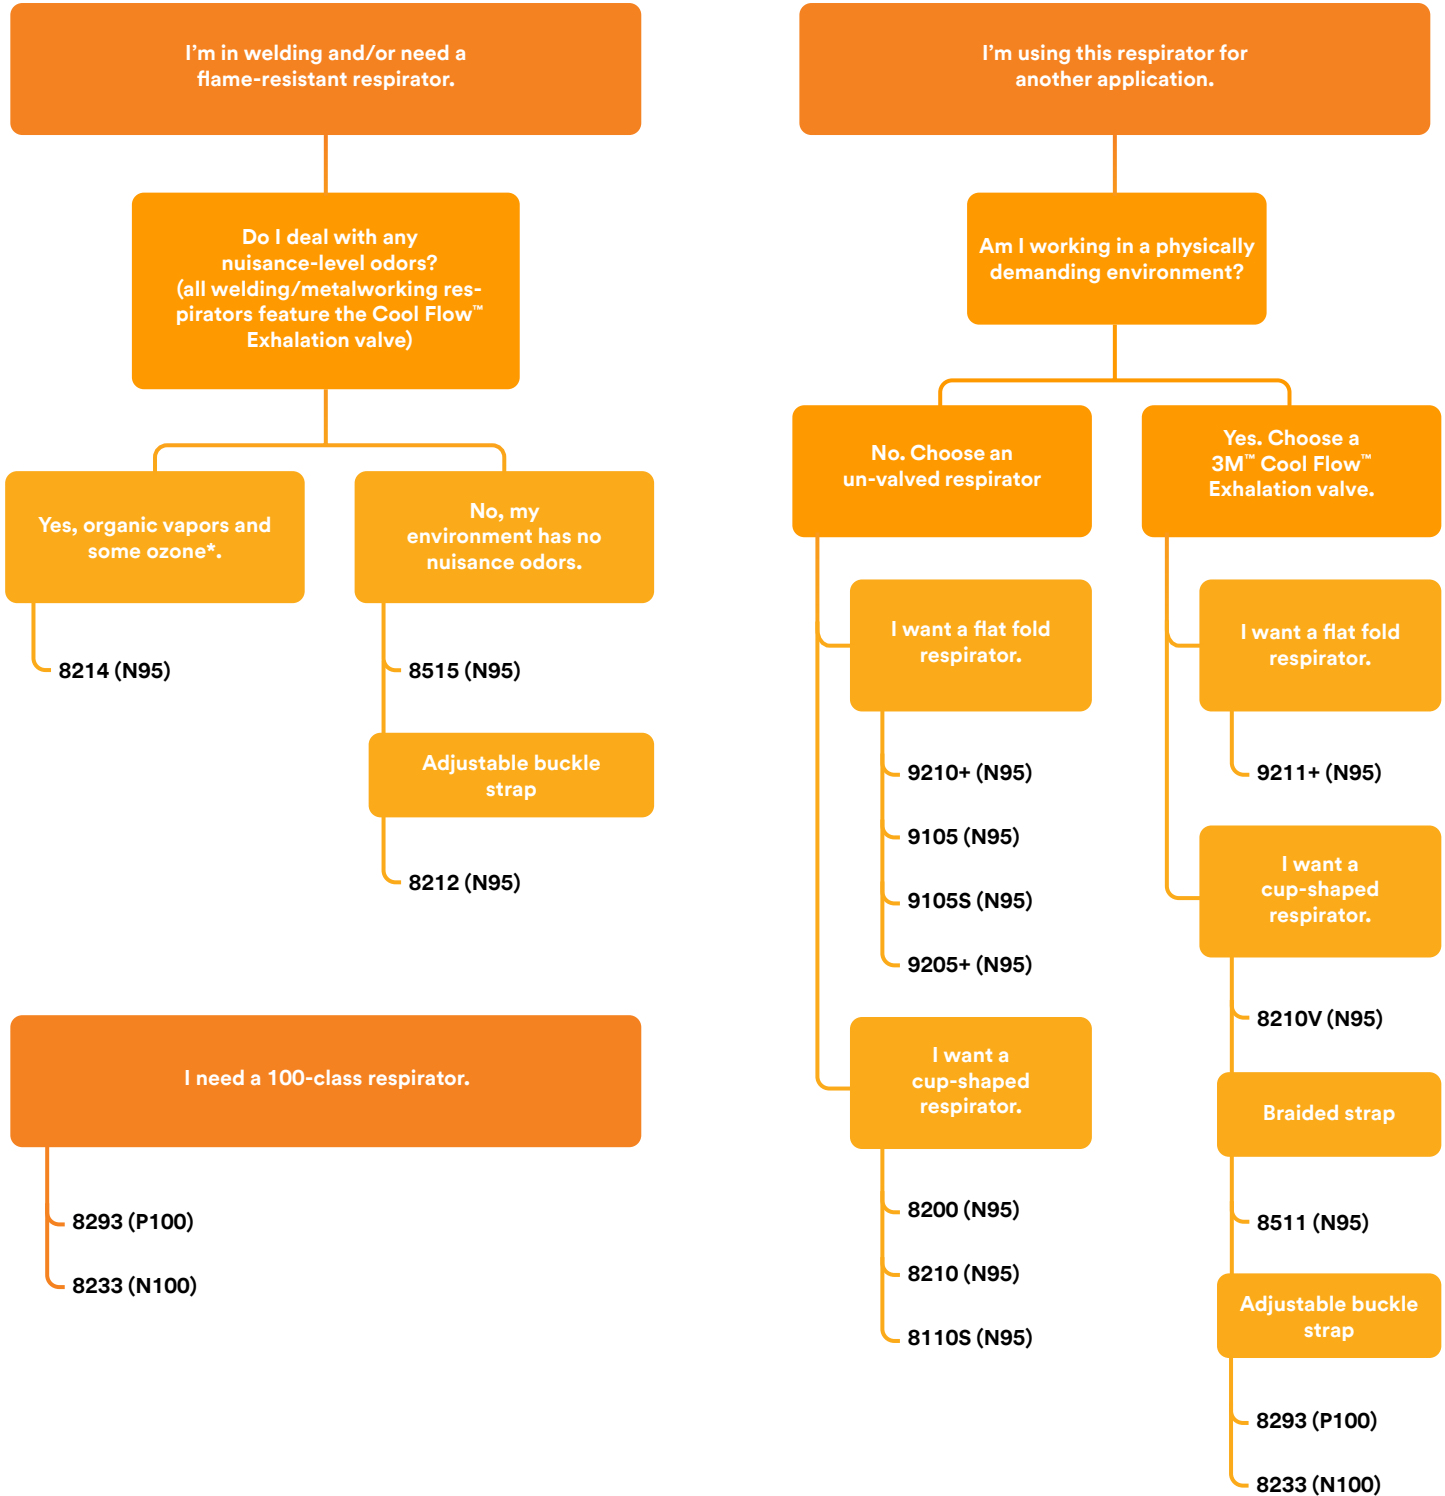 I'm in welding and/or need a
flame-resistant respirator.
Do I deal with any
nuisance-level odors?
(all welding/metalworking res-
pirators feature the Cool Flow™
Exhalation valve)
Yes, organic vapors and
some ozone*.
8214 (N95)
No, my
environment has no
nuisance odors.
8515 (N95)
Adjustable buckle
strap
8212 (N95)
I need a 100-class respirator.
8293 (P100)
8233 (N100)
I'm using this respirator for
another application.
Am I working in a physically
demanding environment?
No. Choose an
un-valved respirator
I want a flat fold
respirator.
9210+ (N95)
9105 (N95)
9105S (N95)
9205+ (N95)
I want a
cup-shaped
respirator.
8200 (N95)
8210 (N95)
8110S (N95)
Yes. Choose a
3M™ Cool Flow™
Exhalation valve.
I want a flat fold
respirator.
9211+ (N95)
I want a
cup-shaped
respirator.
8210V (N95)
Braided strap
8511 (N95)
Adjustable buckle
strap
8293 (P100)
8233 (N100)